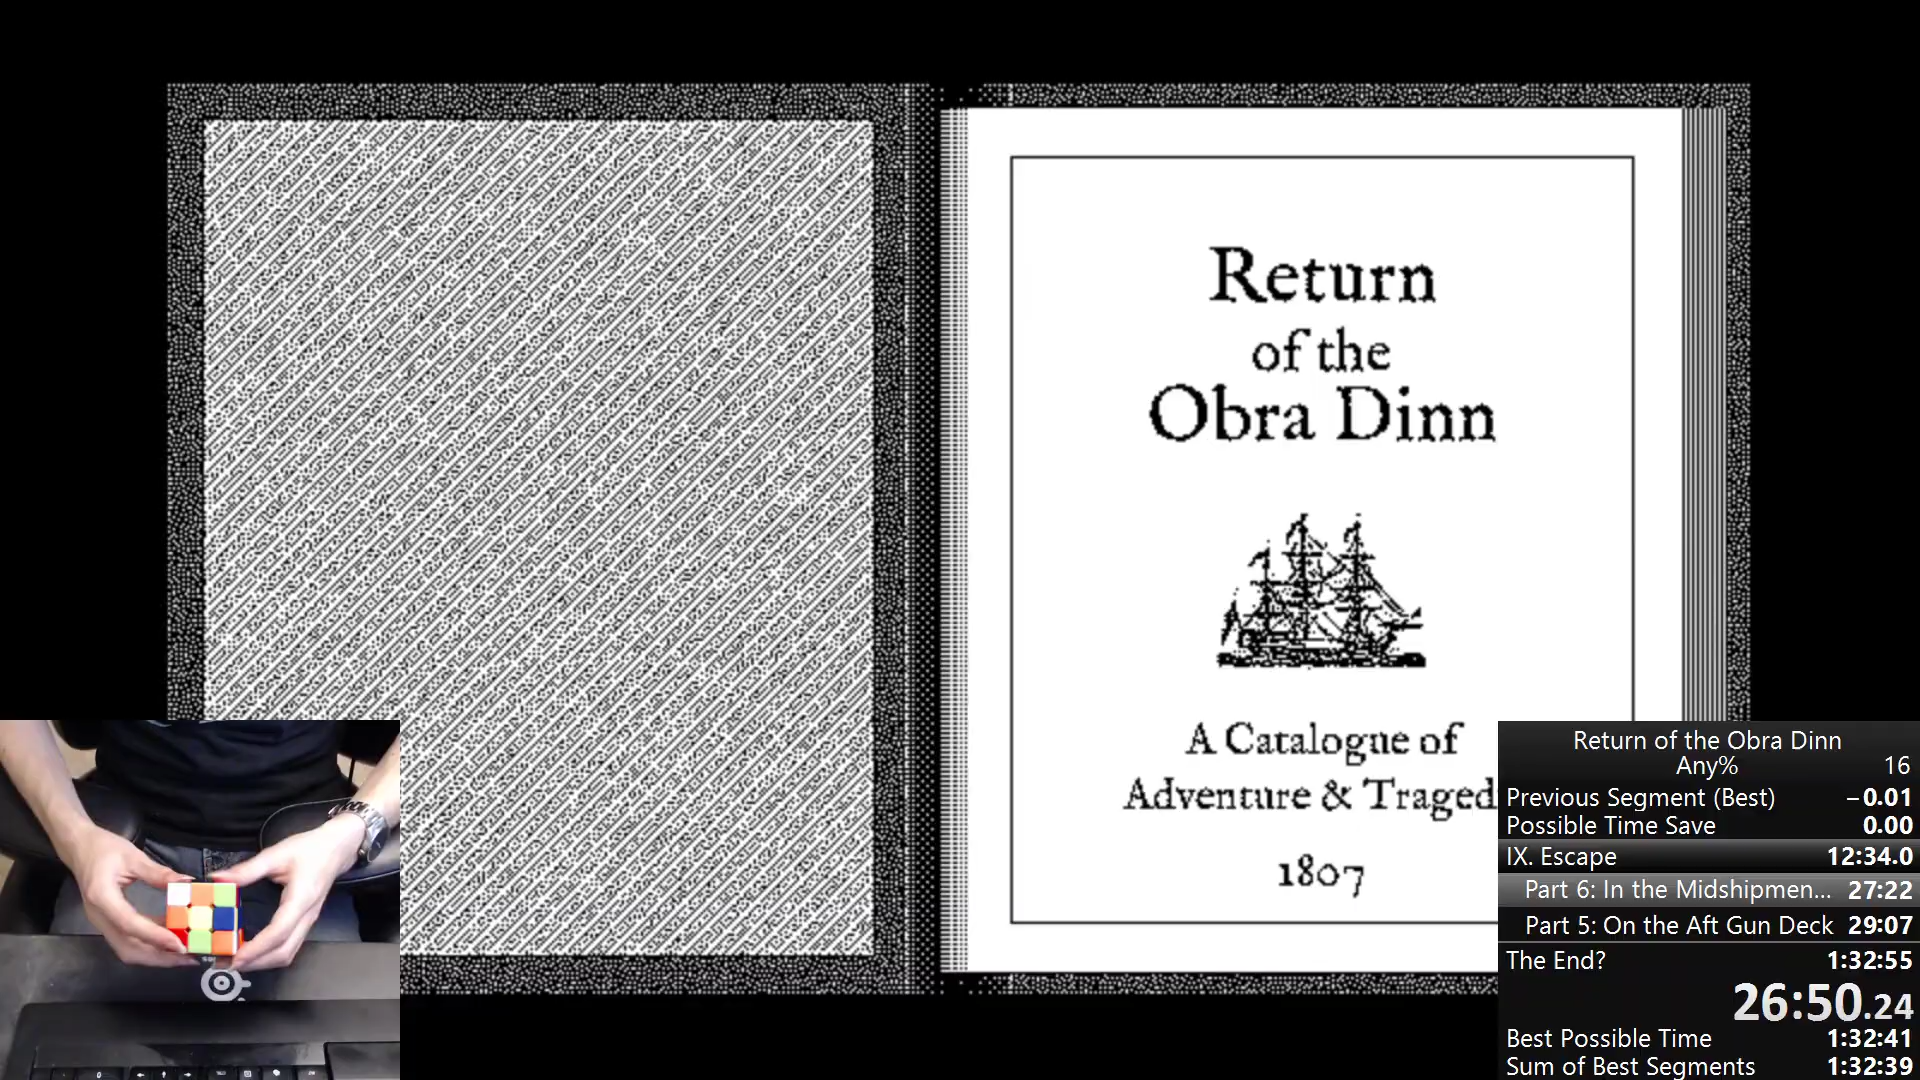 Return
of the
Obra Dinn
A Catalogue of
Adventure & Traged
1807
Return of the Obra Dinn
Any% 16
Previous Segment (Best) −0.01
Possible Time Save 0.00
IX. Escape 12:34.0
Part 6: In the Midshipmen... 27:22
Part 5: On the Aft Gun Deck 29:07
The End? 1:32:55
26:50.24
Best Possible Time 1:32:41
Sum of Best Segments 1:32:39